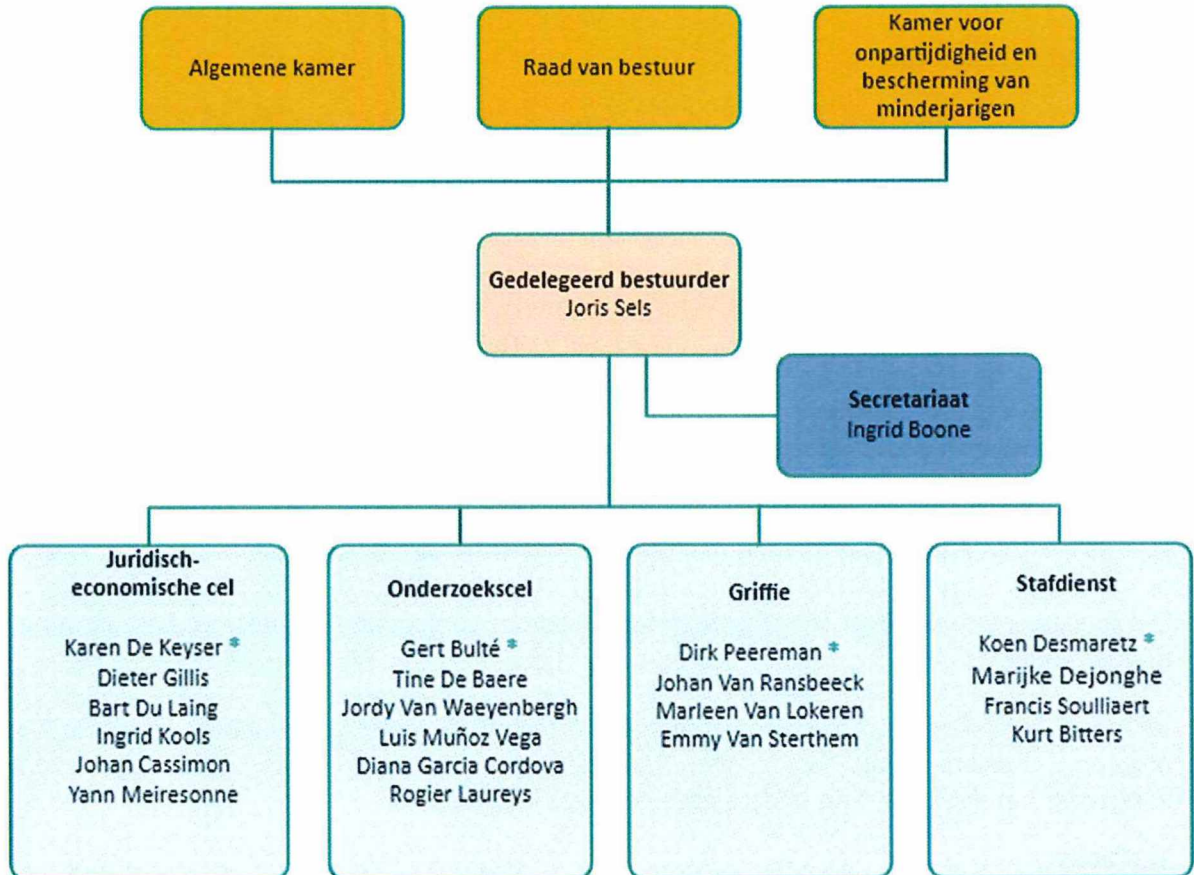 Algemene kamer
Raad van bestuur
Kamer voor
onpartijdigheid en
bescherming van
minderjarigen
Gedelegeerd bestuurder
Joris Sels
Secretariaat
Ingrid Boone
Juridisch-
economische cel
Karen De Keyser *
Dieter Gillis
Bart Du Laing
Ingrid Kools
Johan Cassimon
Yann Meiresonne
Onderzoekscel
Gert Bulté *
Tine De Baere
Jordy Van Waeyenbergh
Luis Muñoz Vega
Diana Garcia Cordova
Rogier Laureys
Griffie
Dirk Peereman *
Johan Van Ransbeeck
Marleen Van Lokeren
Emmy Van Sterthem
Stafdienst
Koen Desmaretz *
Marijke Dejonghe
Francis Soulliaert
Kurt Bitters